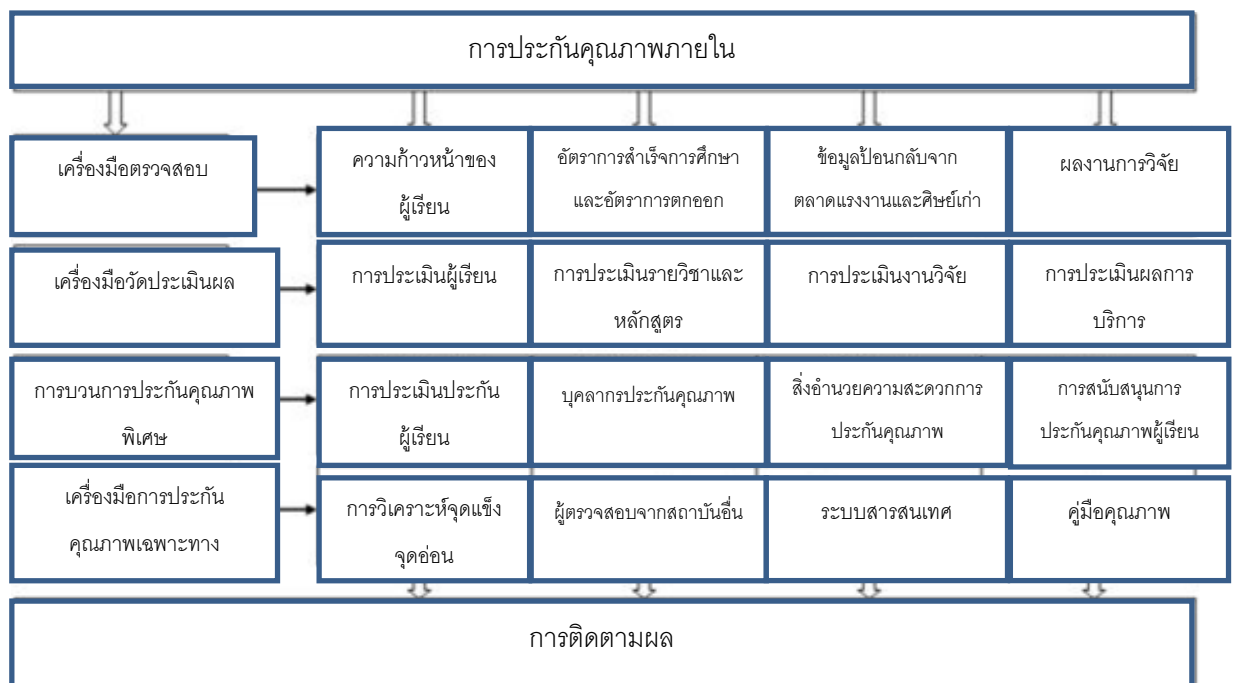 การประกันคุณภาพภายใน
เครื่องมือตรวจสอบ
ความก้าวหน้าของ
ผู้เรียน
อัตราการสำเร็จการศึกษา
และอัตราการตกออก
ข้อมูลป้อนกลับจาก
ตลาดแรงงานและศิษย์เก่า
ผลงานการวิจัย
เครื่องมือวัดประเมินผล
การประเมินผู้เรียน
การประเมินรายวิชาและ
หลักสูตร
การประเมินงานวิจัย
การประเมินผลการ
บริการ
การบวนการประกันคุณภาพ
พิเศษ
การประเมินประกัน
ผู้เรียน
บุคลากรประกันคุณภาพ
สิ่งอำนวยความสะดวกการ
ประกันคุณภาพ
การสนับสนุนการ
ประกันคุณภาพผู้เรียน
เครื่องมือการประกัน
คุณภาพเฉพาะทาง
การวิเคราะห์จุดแข็ง
จุดอ่อน
ผู้ตรวจสอบจากสถาบันอื่น
ระบบสารสนเทศ
คู่มือคุณภาพ
การติดตามผล